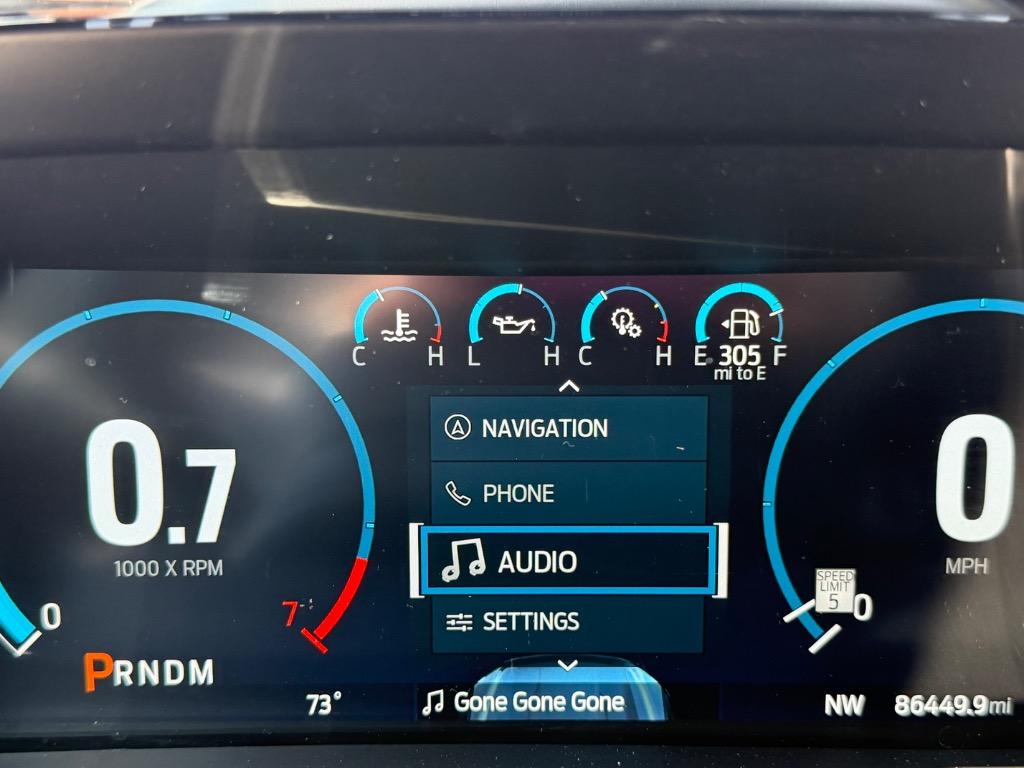 C H
L H
C H
E 305 F
mi to E
NAVIGATION
PHONE
AUDIO
SETTINGS
0.7
1000 X RPM
0
7
PRNDM
0
MPH
SPEED
LIMIT
5
0
73°
Gone Gone Gone
NW
86449.9mi